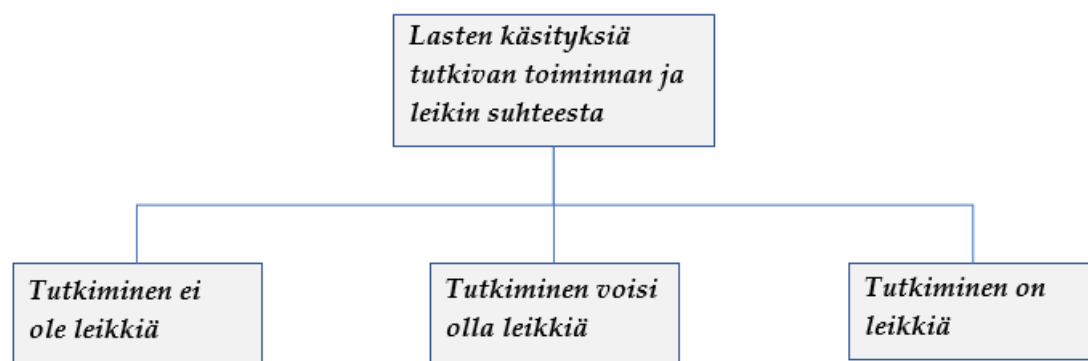 Lasten käsityksiä
tutkivan toiminnan ja
leikin suhteesta
Tutkiminen ei
ole leikkiä
Tutkiminen voisi
olla leikkiä
Tutkiminen on
leikkiä